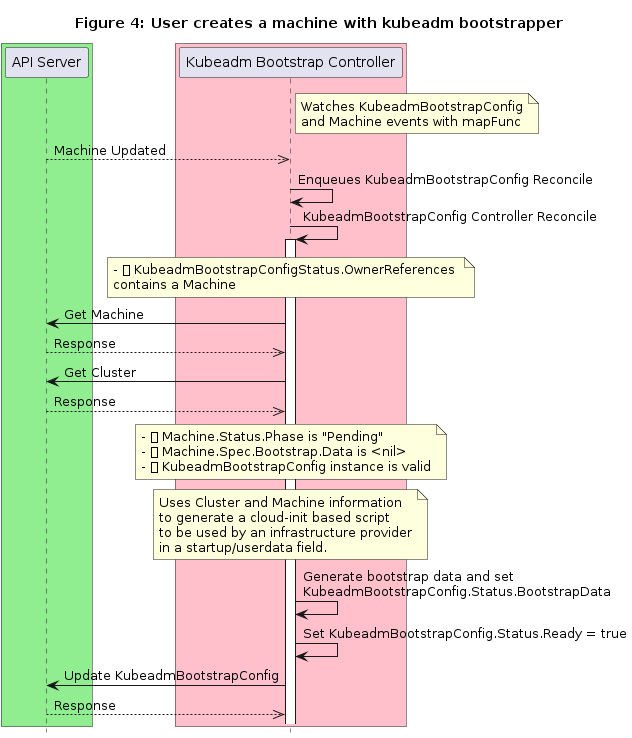 Figure 4: User creates a machine with kubeadm bootstrapper
API Server
Kubeadm Bootstrap Controller
Watches KubeadmBootstrapConfig
and Machine events with mapFunc
Machine Updated
Enqueues KubeadmBootstrapConfig Reconcile
KubeadmBootstrapConfig Controller Reconcile
- ▯ KubeadmBootstrapConfigStatus.OwnerReferences
contains a Machine
Get Machine
Response
Get Cluster
Response
- ▯ Machine.Status.Phase is "Pending"
- ▯ Machine.Spec.Bootstrap.Data is <nil>
- ▯ KubeadmBootstrapConfig instance is valid
Uses Cluster and Machine information
to generate a cloud-init based script
to be used by an infrastructure provider
in a startup/userdata field.
Generate bootstrap data and set
KubeadmBootstrapConfig.Status.BootstrapData
Set KubeadmBootstrapConfig.Status.Ready = true
Update KubeadmBootstrapConfig
Response